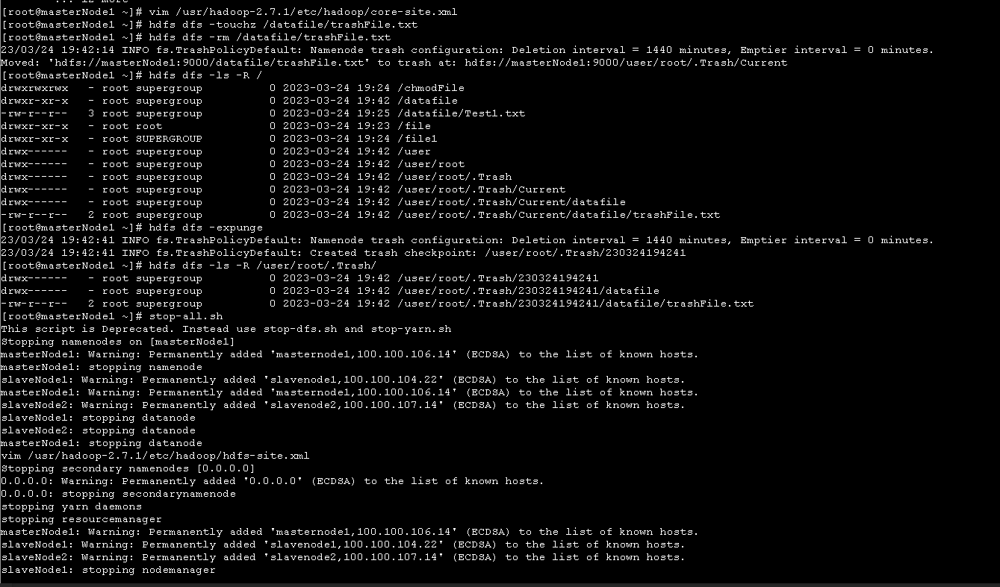 ... 12 more
[root@masterNode1 ~]# vim /usr/hadoop-2.7.1/etc/hadoop/core-site.xml
[root@masterNode1 ~]# hdfs dfs -touchz /datafile/trashFile.txt
[root@masterNode1 ~]# hdfs dfs -rm /datafile/trashFile.txt
23/03/24 19:42:14 INFO fs.TrashPolicyDefault: Namenode trash configuration: Deletion interval = 1440 minutes, Emptier interval = 0 minutes.
Moved: 'hdfs://masterNode1:9000/datafile/trashFile.txt' to trash at: hdfs://masterNode1:9000/user/root/.Trash/Current
[root@masterNode1 ~]# hdfs dfs -ls -R /
drwxrwxrwx   - root supergroup          0 2023-03-24 19:24 /chmodFile
drwxr-xr-x   - root supergroup          0 2023-03-24 19:42 /datafile
-rw-r--r--   3 root supergroup          0 2023-03-24 19:25 /datafile/Test1.txt
drwxr-xr-x   - root root                0 2023-03-24 19:23 /file
drwxr-xr-x   - root SUPERGROUP          0 2023-03-24 19:24 /file1
drwx------   - root supergroup          0 2023-03-24 19:42 /user
drwx------   - root supergroup          0 2023-03-24 19:42 /user/root
drwx------   - root supergroup          0 2023-03-24 19:42 /user/root/.Trash
drwx------   - root supergroup          0 2023-03-24 19:42 /user/root/.Trash/Current
drwx------   - root supergroup          0 2023-03-24 19:42 /user/root/.Trash/Current/datafile
-rw-r--r--   2 root supergroup          0 2023-03-24 19:42 /user/root/.Trash/Current/datafile/trashFile.txt
[root@masterNode1 ~]# hdfs dfs -expunge
23/03/24 19:42:41 INFO fs.TrashPolicyDefault: Namenode trash configuration: Deletion interval = 1440 minutes, Emptier interval = 0 minutes.
23/03/24 19:42:41 INFO fs.TrashPolicyDefault: Created trash checkpoint: /user/root/.Trash/230324194241
[root@masterNode1 ~]# hdfs dfs -ls -R /user/root/.Trash/
drwx------   - root supergroup          0 2023-03-24 19:42 /user/root/.Trash/230324194241
drwx------   - root supergroup          0 2023-03-24 19:42 /user/root/.Trash/230324194241/datafile
-rw-r--r--   2 root supergroup          0 2023-03-24 19:42 /user/root/.Trash/230324194241/datafile/trashFile.txt
[root@masterNode1 ~]# stop-all.sh
This script is Deprecated. Instead use stop-dfs.sh and stop-yarn.sh
Stopping namenodes on [masterNode1]
masterNode1: Warning: Permanently added 'masternode1,100.100.106.14' (ECDSA) to the list of known hosts.
masterNode1: stopping namenode
slaveNode1: Warning: Permanently added 'slavenode1,100.100.104.22' (ECDSA) to the list of known hosts.
masterNode1: Warning: Permanently added 'masternode1,100.100.106.14' (ECDSA) to the list of known hosts.
slaveNode2: Warning: Permanently added 'slavenode2,100.100.107.14' (ECDSA) to the list of known hosts.
slaveNode1: stopping datanode
slaveNode2: stopping datanode
masterNode1: stopping datanode
vim /usr/hadoop-2.7.1/etc/hadoop/hdfs-site.xml
Stopping secondary namenodes [0.0.0.0]
0.0.0.0: Warning: Permanently added '0.0.0.0' (ECDSA) to the list of known hosts.
0.0.0.0: stopping secondarynamenode
stopping yarn daemons
stopping resourcemanager
masterNode1: Warning: Permanently added 'masternode1,100.100.106.14' (ECDSA) to the list of known hosts.
slaveNode1: Warning: Permanently added 'slavenode1,100.100.104.22' (ECDSA) to the list of known hosts.
slaveNode2: Warning: Permanently added 'slavenode2,100.100.107.14' (ECDSA) to the list of known hosts.
slaveNode1: stopping nodemanager